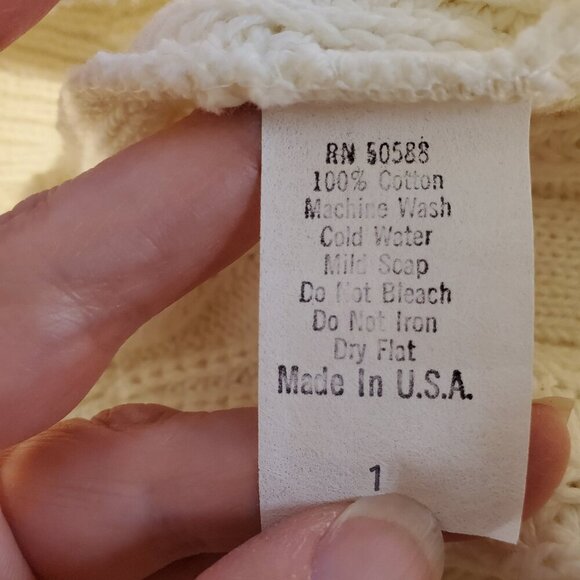 RN 50588
100% Cotton
Machine Wash
Cold Water
Mild Soap
Do Not Bleach
Do Not Iron
Dry Flat
Made In U.S.A.
1